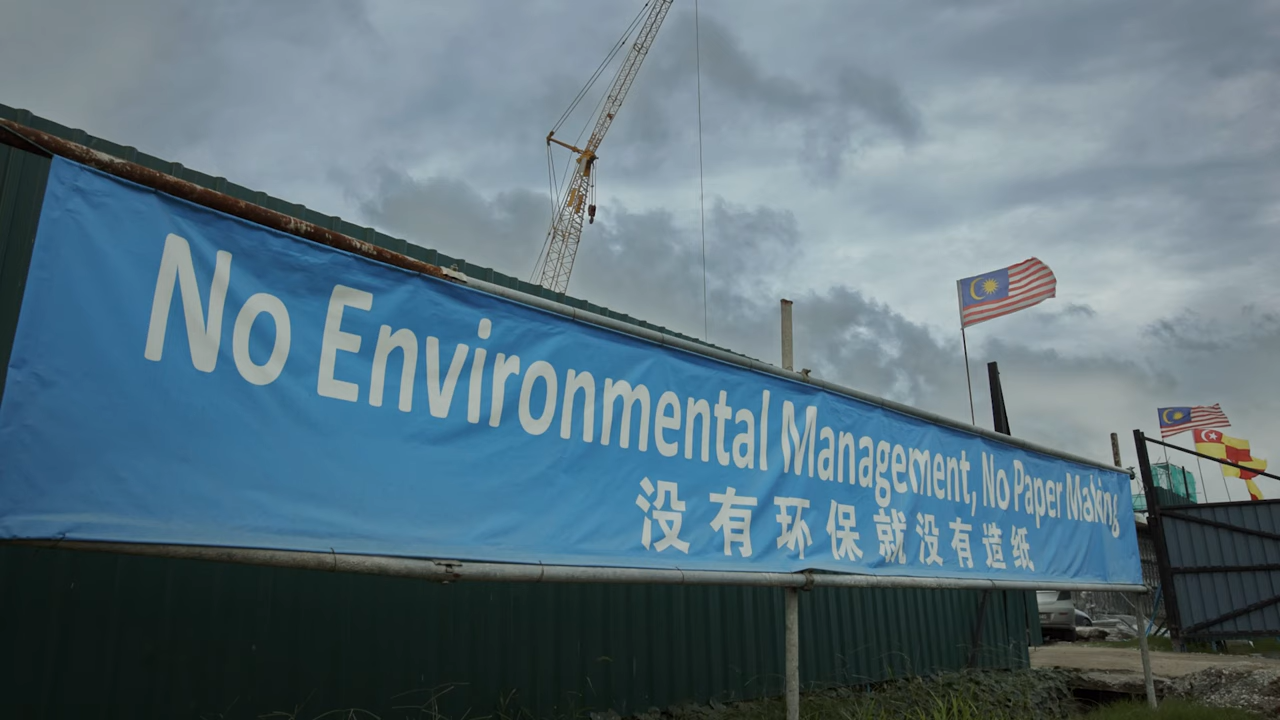 No Environmental Management, No Paper Making
没有环保就没有造纸